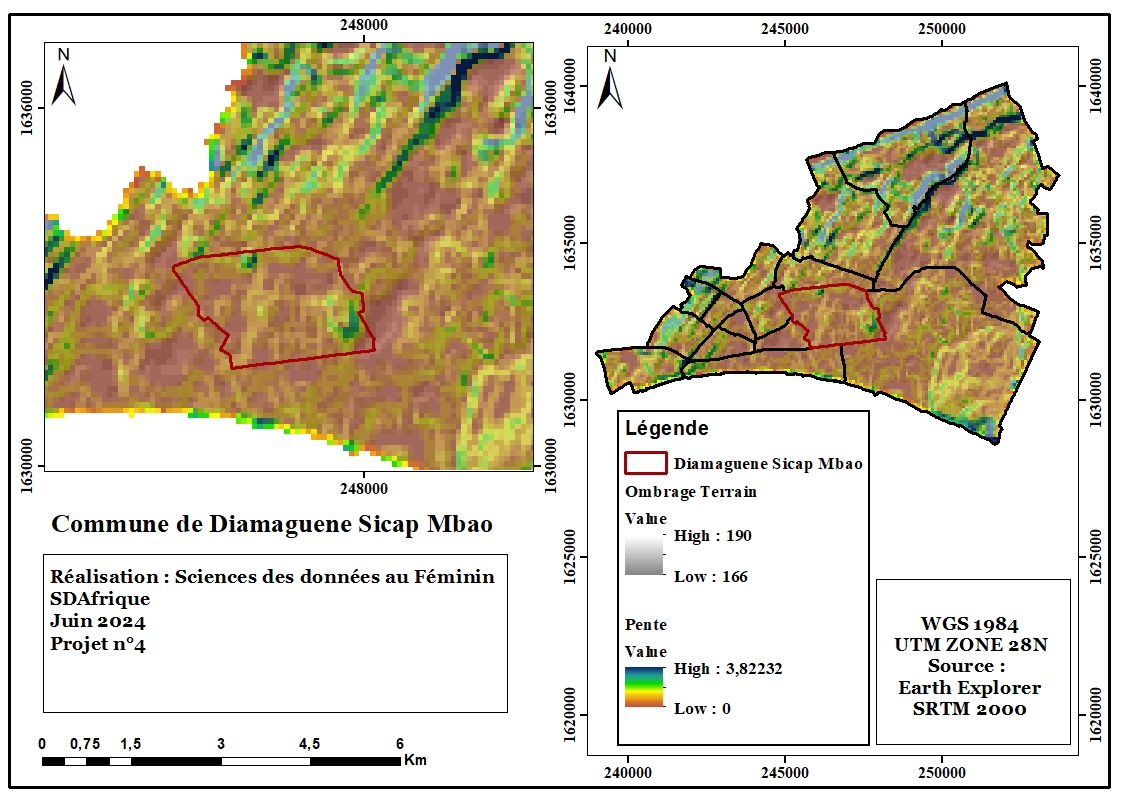 248000
N
1636000
1636000
1630000
1630000
248000
Commune de Diamaguene Sicap Mbao
Réalisation : Sciences des données au Féminin
SDAfrique
Juin 2024
Projet n°4
0 0,75 1,5 3 4,5 6
Km
240000 245000 250000
N
1640000
1640000
1635000
1635000
1630000
1630000
1625000
1625000
1620000
1620000
240000 245000 250000
Légende
Diamaguene Sicap Mbao
Ombrage Terrain
Value
High : 190
Low : 166
Pente
Value
High : 3,82232
Low : 0
WGS 1984
UTM ZONE 28N
Source :
Earth Explorer
SRTM 2000